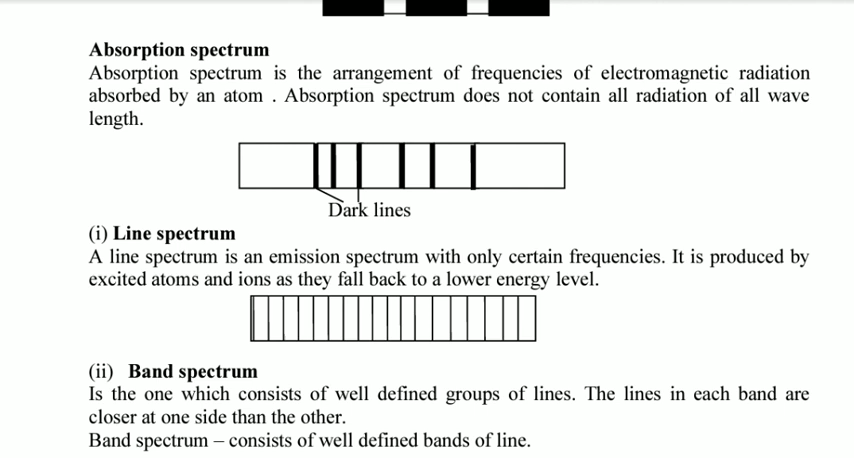 Absorption spectrum
Absorption spectrum is the arrangement of frequencies of electromagnetic radiation
absorbed by an atom . Absorption spectrum does not contain all radiation of all wave
length.
Dark lines
(i) Line spectrum
A line spectrum is an emission spectrum with only certain frequencies. It is produced by
excited atoms and ions as they fall back to a lower energy level.
(ii) Band spectrum
Is the one which consists of well defined groups of lines. The lines in each band are
closer at one side than the other.
Band spectrum – consists of well defined bands of line.